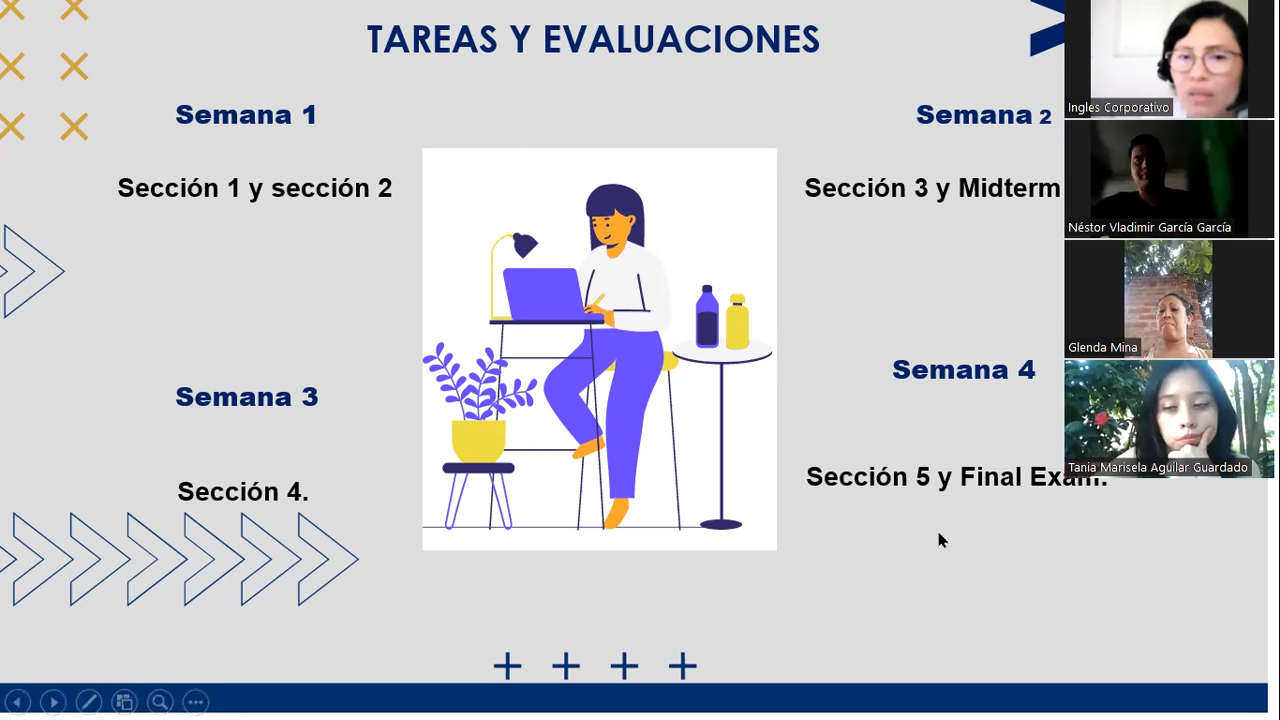 TAREAS Y EVALUACIONES
Semana 1
Semana 2
Sección 1 y sección 2
Sección 3 y Midterm
Semana 3
Semana 4
Sección 4.
Sección 5 y Final Exam.
Ingles Corporativo
Néstor Vladimir García García
Glenda Mina
Tania Marisela Aguilar Guardado